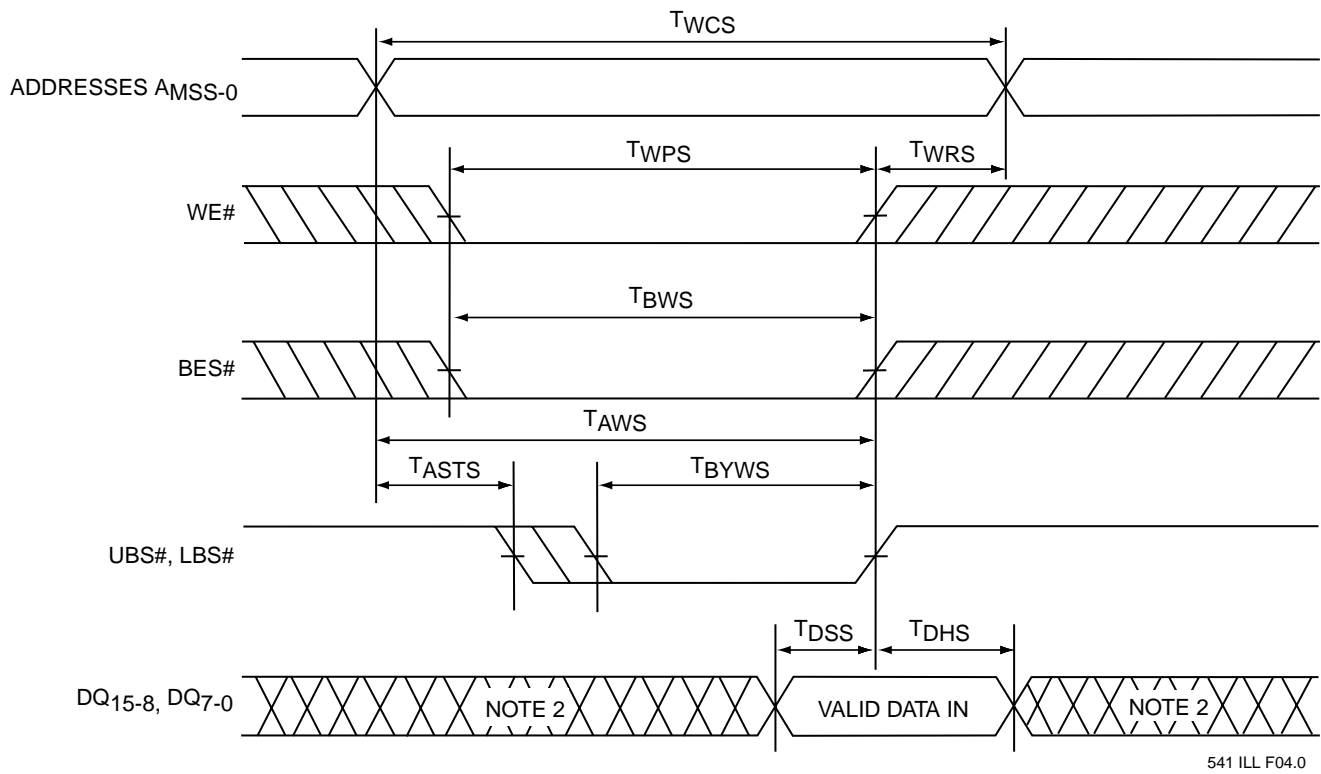 TWCS
ADDRESSES AMSS-0
TWPS
TWRS
WE#
TBWS
BES#
TAWS
TASTS
TBYWS
UBS#, LBS#
TDSS
TDHS
DQ15-8, DQ7-0
NOTE 2
VALID DATA IN
NOTE 2
541 ILL F04.0